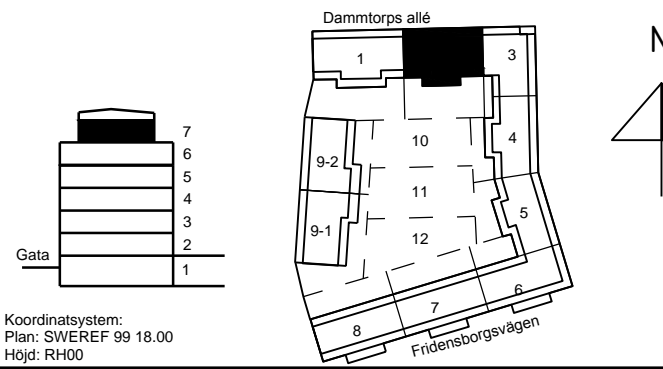 Dammtorps allé
N
1
3
4
10
11
12
9-2
9-1
5
6
7
8
Fridensborgsvägen
7
6
5
4
3
2
1
Gata
Koordinatsystem:
Plan: SWEREF 99 18.00
Höjd: RH00